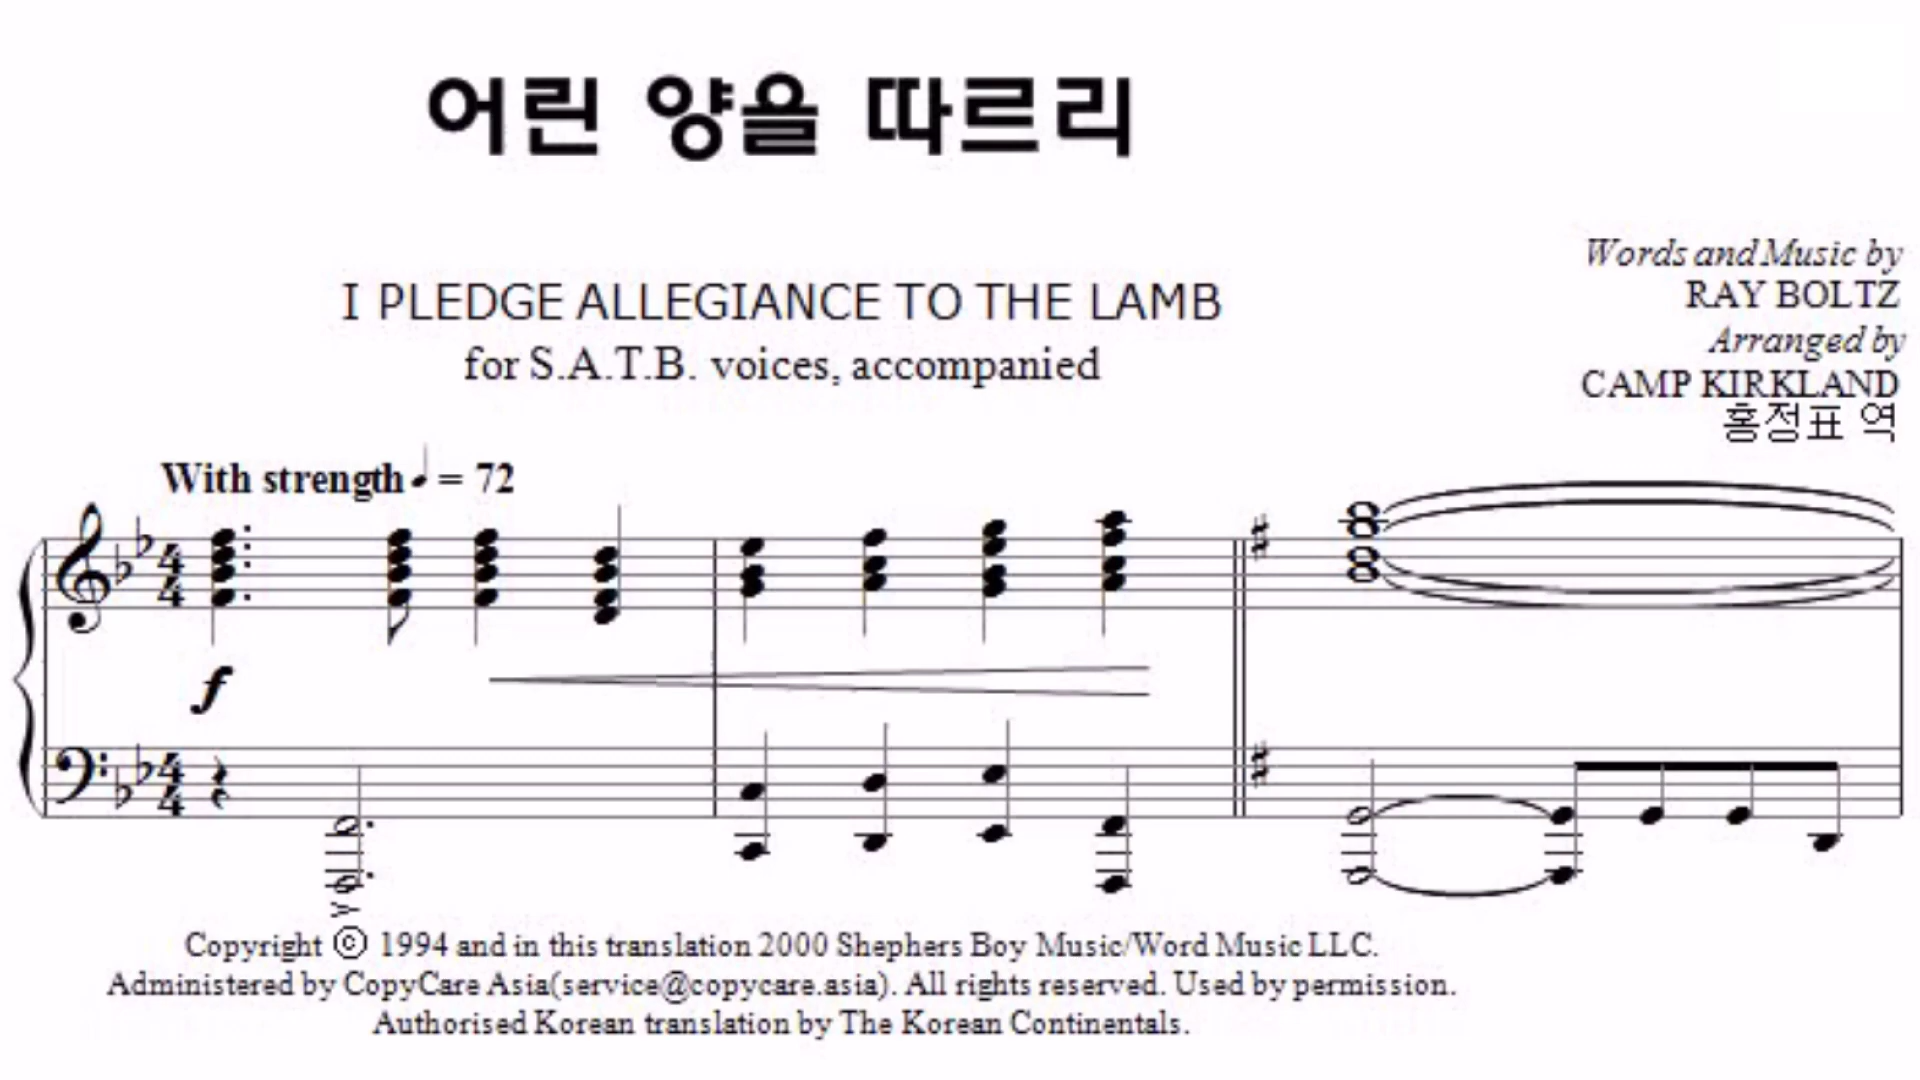 어린 양을 따르리
I PLEDGE ALLEGIANCE TO THE LAMB
for S.A.T.B. voices, accompanied
Words and Music by
RAY BOLTZ
Arranged by
CAMP KIRKLAND
홍정표 역
With strength ♩ = 72
f
Copyright ⓒ 1994 and in this translation 2000 Shephers Boy Music/Word Music LLC.
Administered by CopyCare Asia(service@copycare.asia). All rights reserved. Used by permission.
Authorised Korean translation by The Korean Continentals.